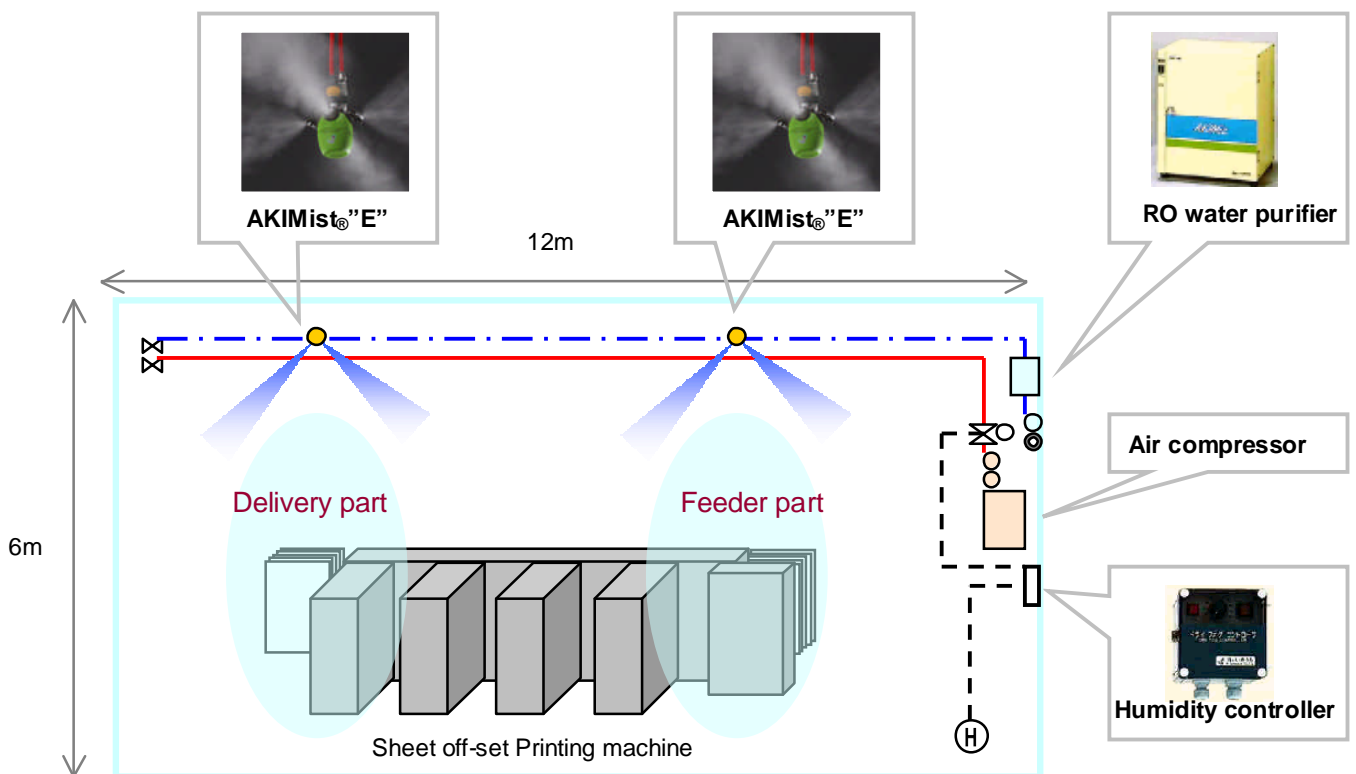 AKIMist®"E"
AKIMist®"E"
RO water purifier
12m
6m
Delivery part
Feeder part
Air compressor
Humidity controller
H
Sheet off-set Printing machine